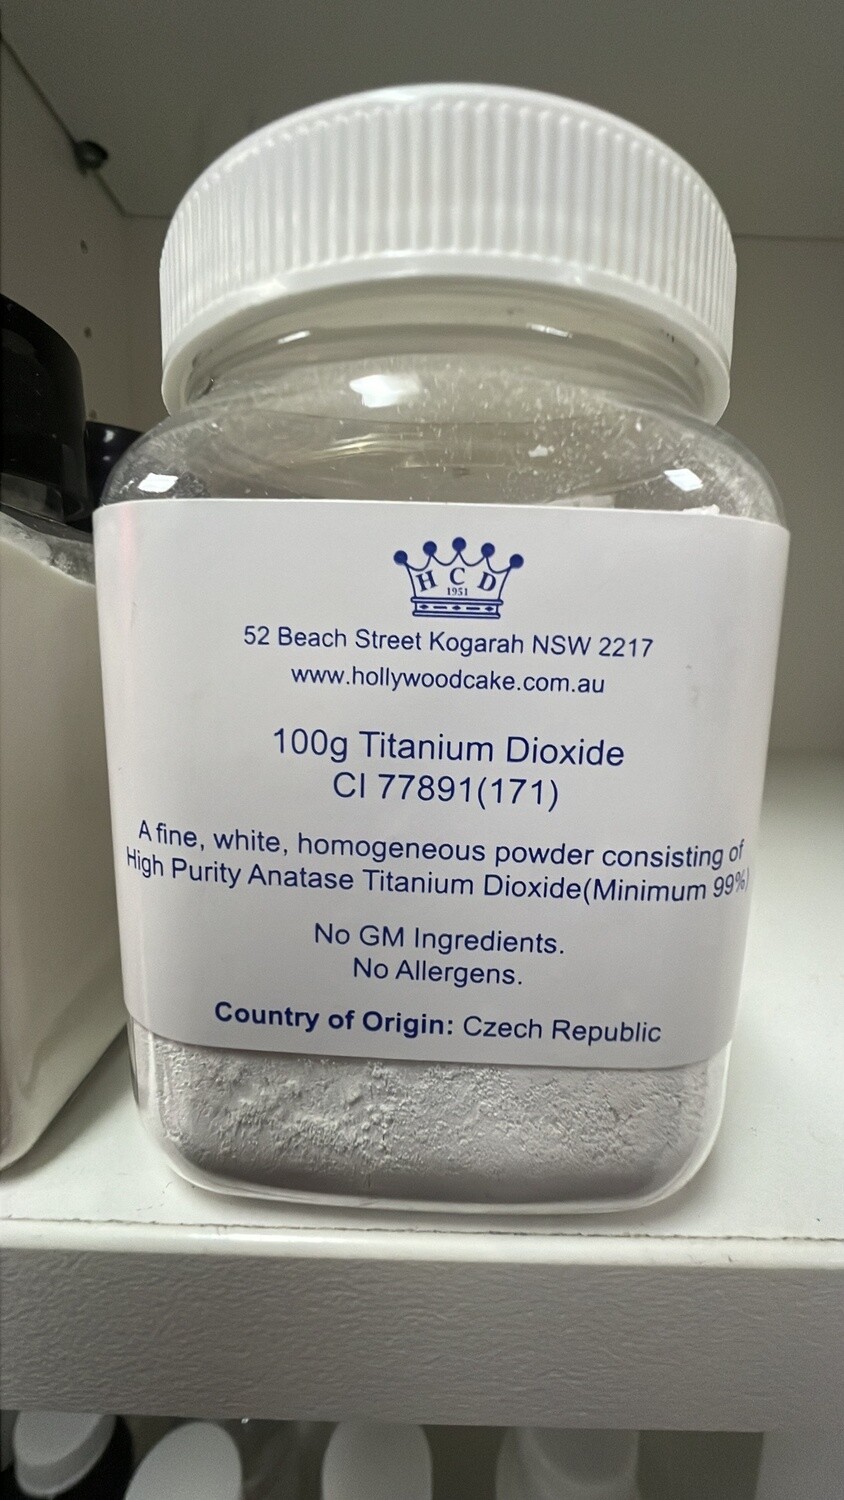 H C D
1951
52 Beach Street Kogarah NSW 2217
www.hollywoodcake.com.au
100g Titanium Dioxide
CI 77891(171)
A fine, white, homogeneous powder consisting of
High Purity Anatase Titanium Dioxide(Minimum 99%)
No GM Ingredients.
No Allergens.
Country of Origin: Czech Republic